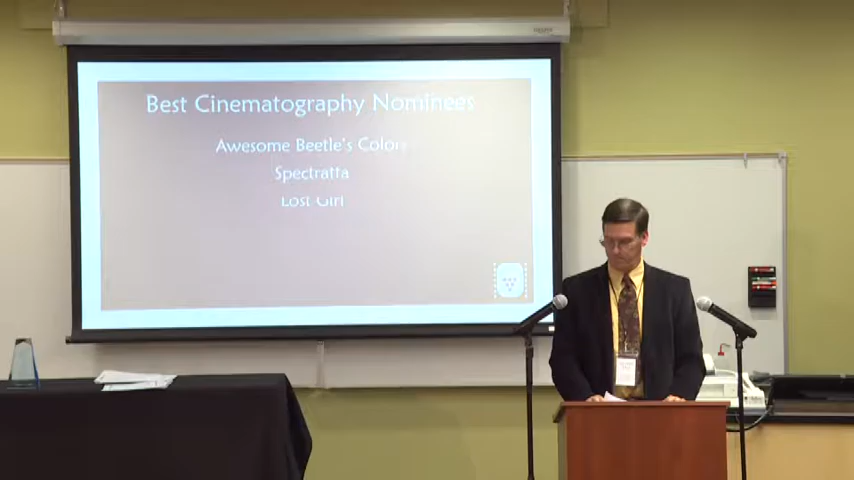 Best Cinematography Nominees
Awesome Beetle's Colors
Spectratta
Lost Girl